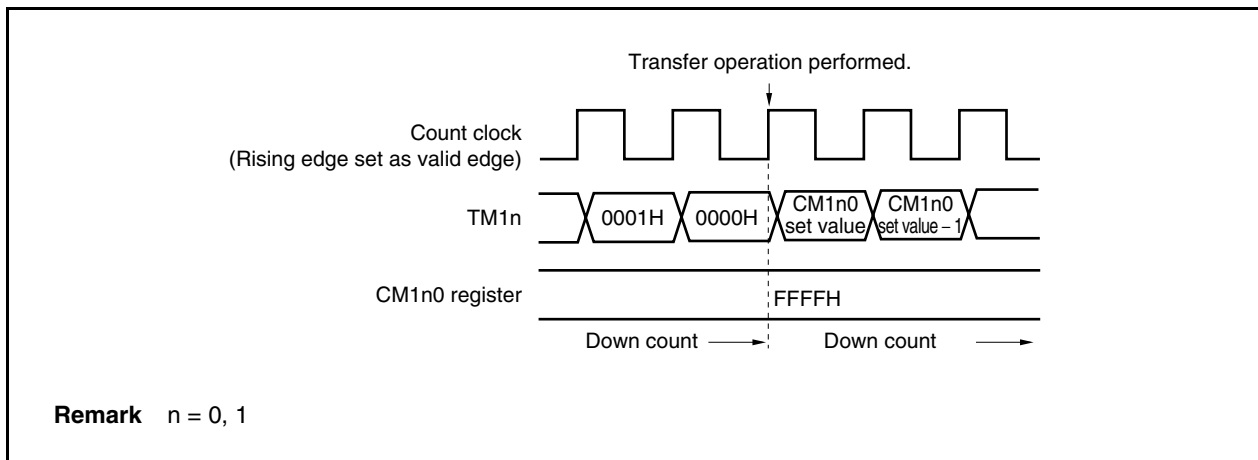 Transfer operation performed.
Count clock
(Rising edge set as valid edge)
TM1n
0001H
0000H
CM1n0
set value
CM1n0
set value – 1
CM1n0 register
FFFFH
Down count
Down count
Remark n = 0, 1